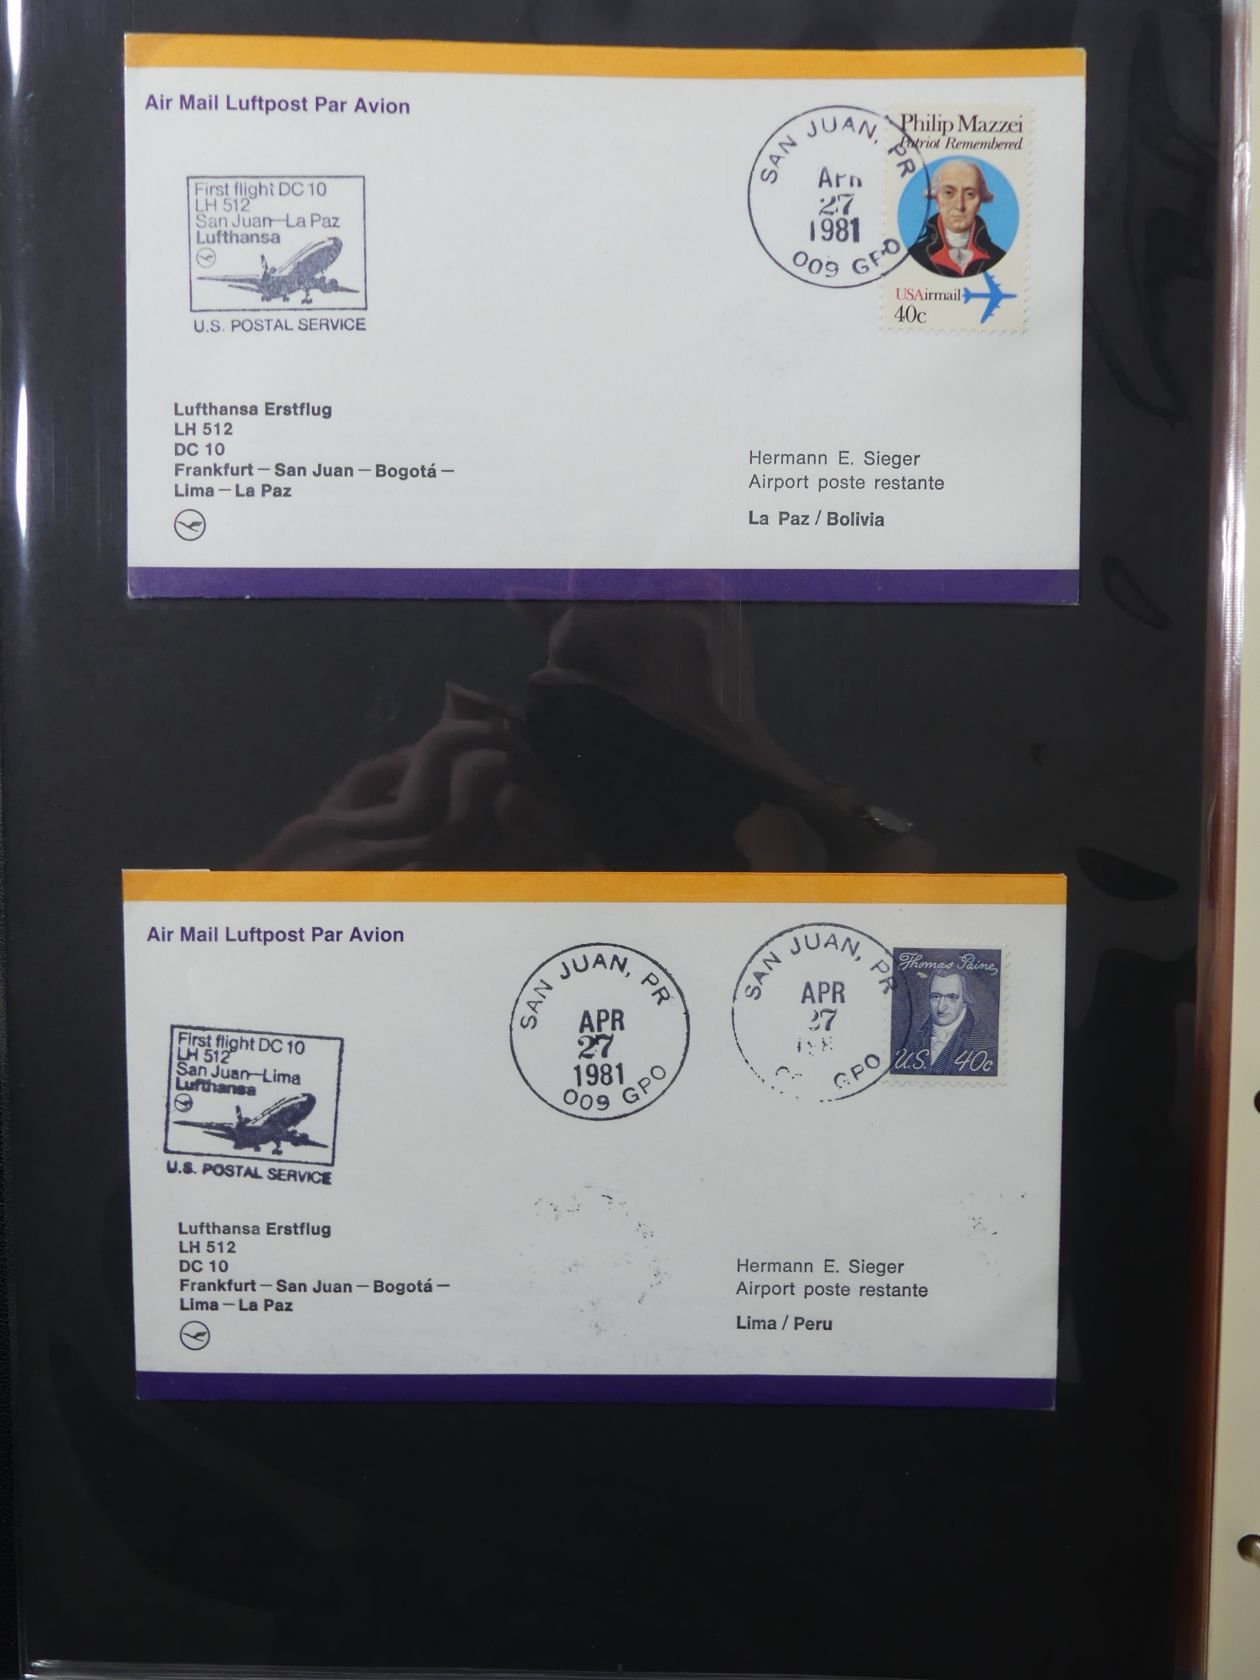 Air Mail Luftpost Par Avion
First flight DC 10
LH 512
San Juan—La Paz
Lufthansa
U.S. POSTAL SERVICE
SAN JUAN, PR
Apr
27
1981
009 GPO
Philip Mazzei
Patriot Remembered
USAirmail
40c
Lufthansa Erstflug
LH 512
DC 10
Frankfurt – San Juan – Bogotá –
Lima – La Paz
Hermann E. Sieger
Airport poste restante
La Paz / Bolivia
Air Mail Luftpost Par Avion
First flight DC 10
LH 512
San Juan—Lima
Lufthansa
U.S. POSTAL SERVICE
SAN JUAN, PR
APR
27
1981
009 GPO
SAN JUAN, PR
APR
27
GPO
Thomas Paine
U.S. 40c
Lufthansa Erstflug
LH 512
DC 10
Frankfurt – San Juan – Bogotá –
Lima – La Paz
Hermann E. Sieger
Airport poste restante
Lima / Peru